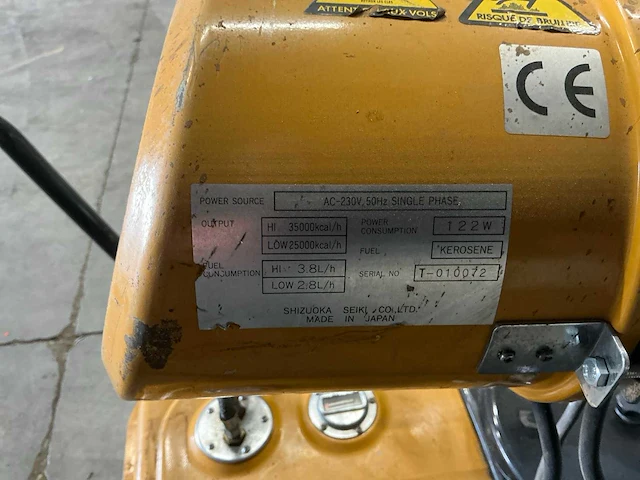 ATTENT AUX VOLS
RISQUE DE BRULURE
CE
POWER SOURCE AC-230V, 50Hz, SINGLE PHASE
OUTPUT HI 35000kcal/h POWER CONSUMPTION 122W
LOW 25000kcal/h FUEL KEROSENE
FUEL CONSUMPTION HI 3.8L/h SERIAL NO T-010072
LOW 2.8L/h
SHIZUOKA SEIKI CO., LTD.
MADE IN JAPAN